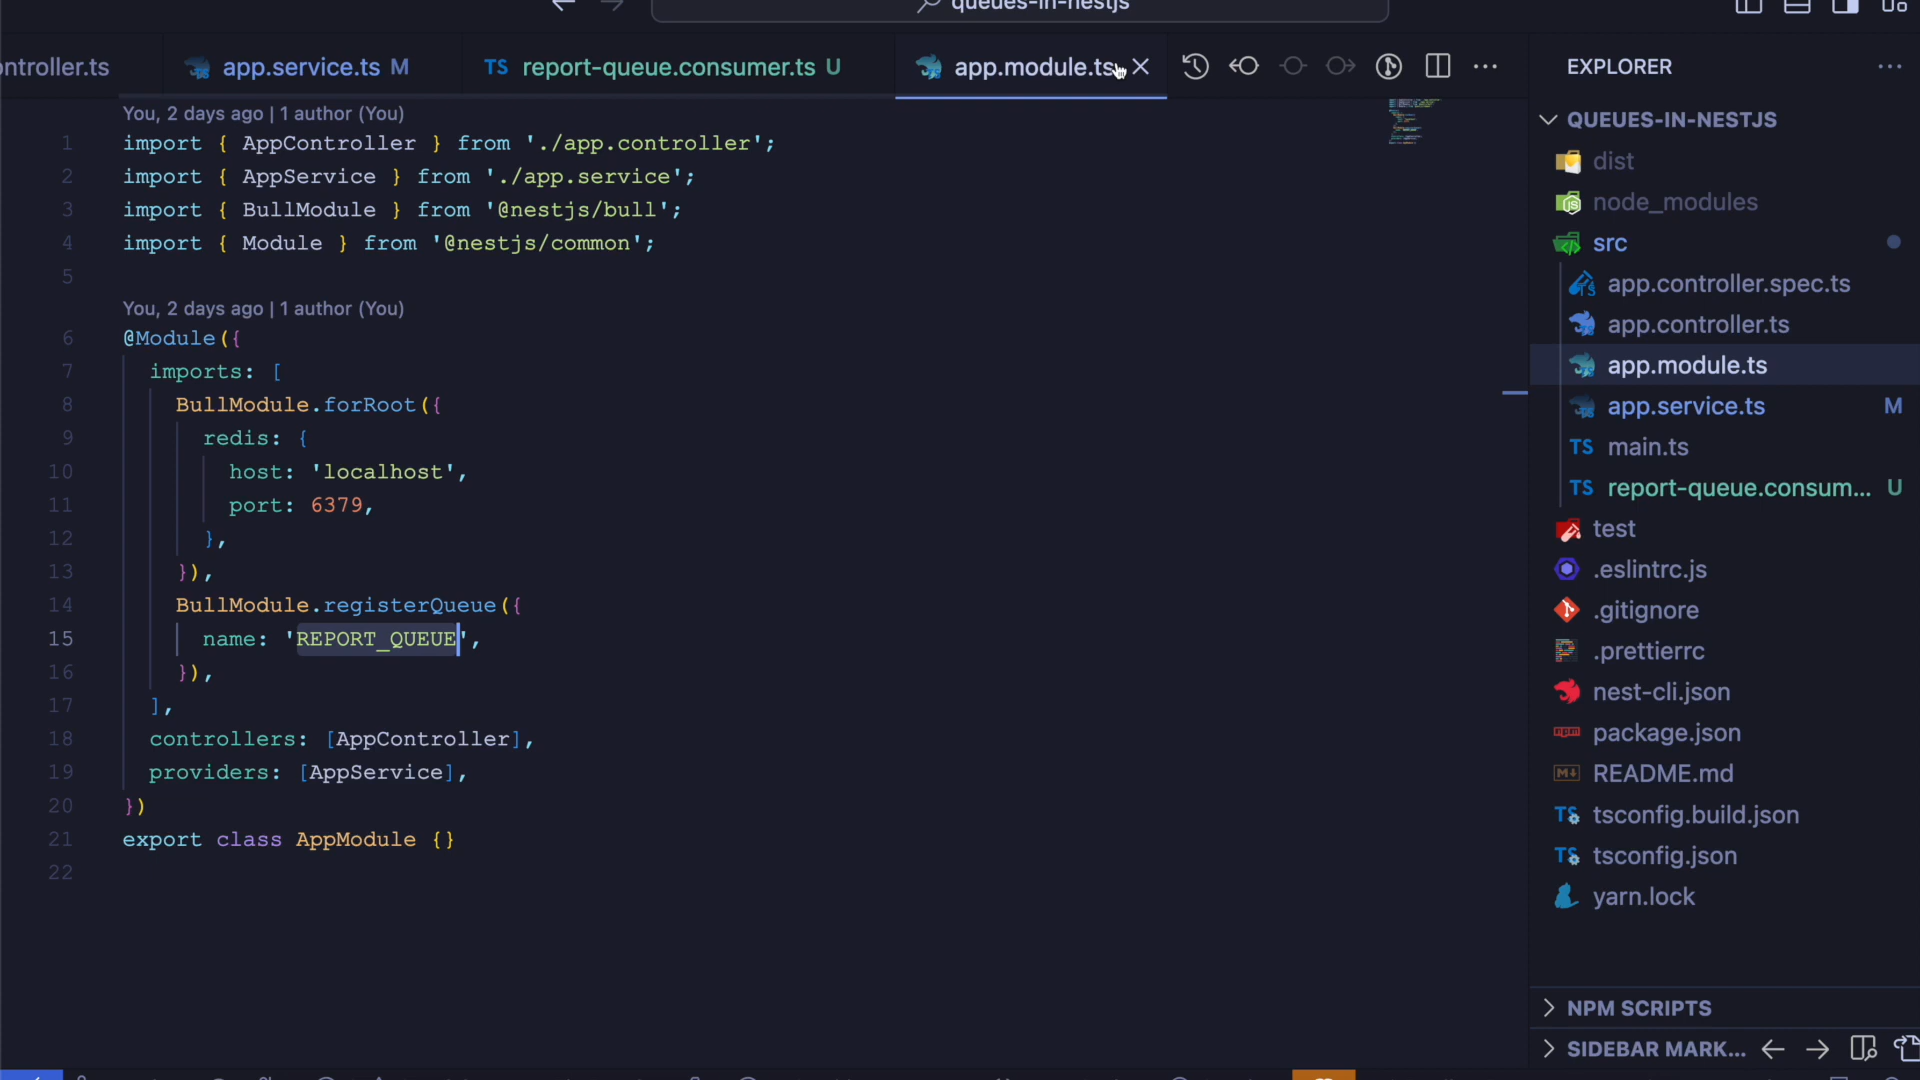 queues-in-nestjs
ntroller.ts
app.service.ts M
TS report-queue.consumer.ts U
app.module.ts
You, 2 days ago | 1 author (You)
1 import { AppController } from './app.controller';
2 import { AppService } from './app.service';
3 import { BullModule } from '@nestjs/bull';
4 import { Module } from '@nestjs/common';
5
You, 2 days ago | 1 author (You)
6 @Module({
7 imports: [
8 BullModule.forRoot({
9 redis: {
10 host: 'localhost',
11 port: 6379,
12 },
13 }),
14 BullModule.registerQueue({
15 name: 'REPORT_QUEUE',
16 }),
17 ],
18 controllers: [AppController],
19 providers: [AppService],
20 })
21 export class AppModule {}
22
EXPLORER
QUEUES-IN-NESTJS
dist
node_modules
src
app.controller.spec.ts
app.controller.ts
app.module.ts
app.service.ts M
TS main.ts
TS report-queue.consum... U
test
.eslintrc.js
.gitignore
.prettierrc
nest-cli.json
package.json
README.md
tsconfig.build.json
tsconfig.json
yarn.lock
NPM SCRIPTS
SIDEBAR MARK...